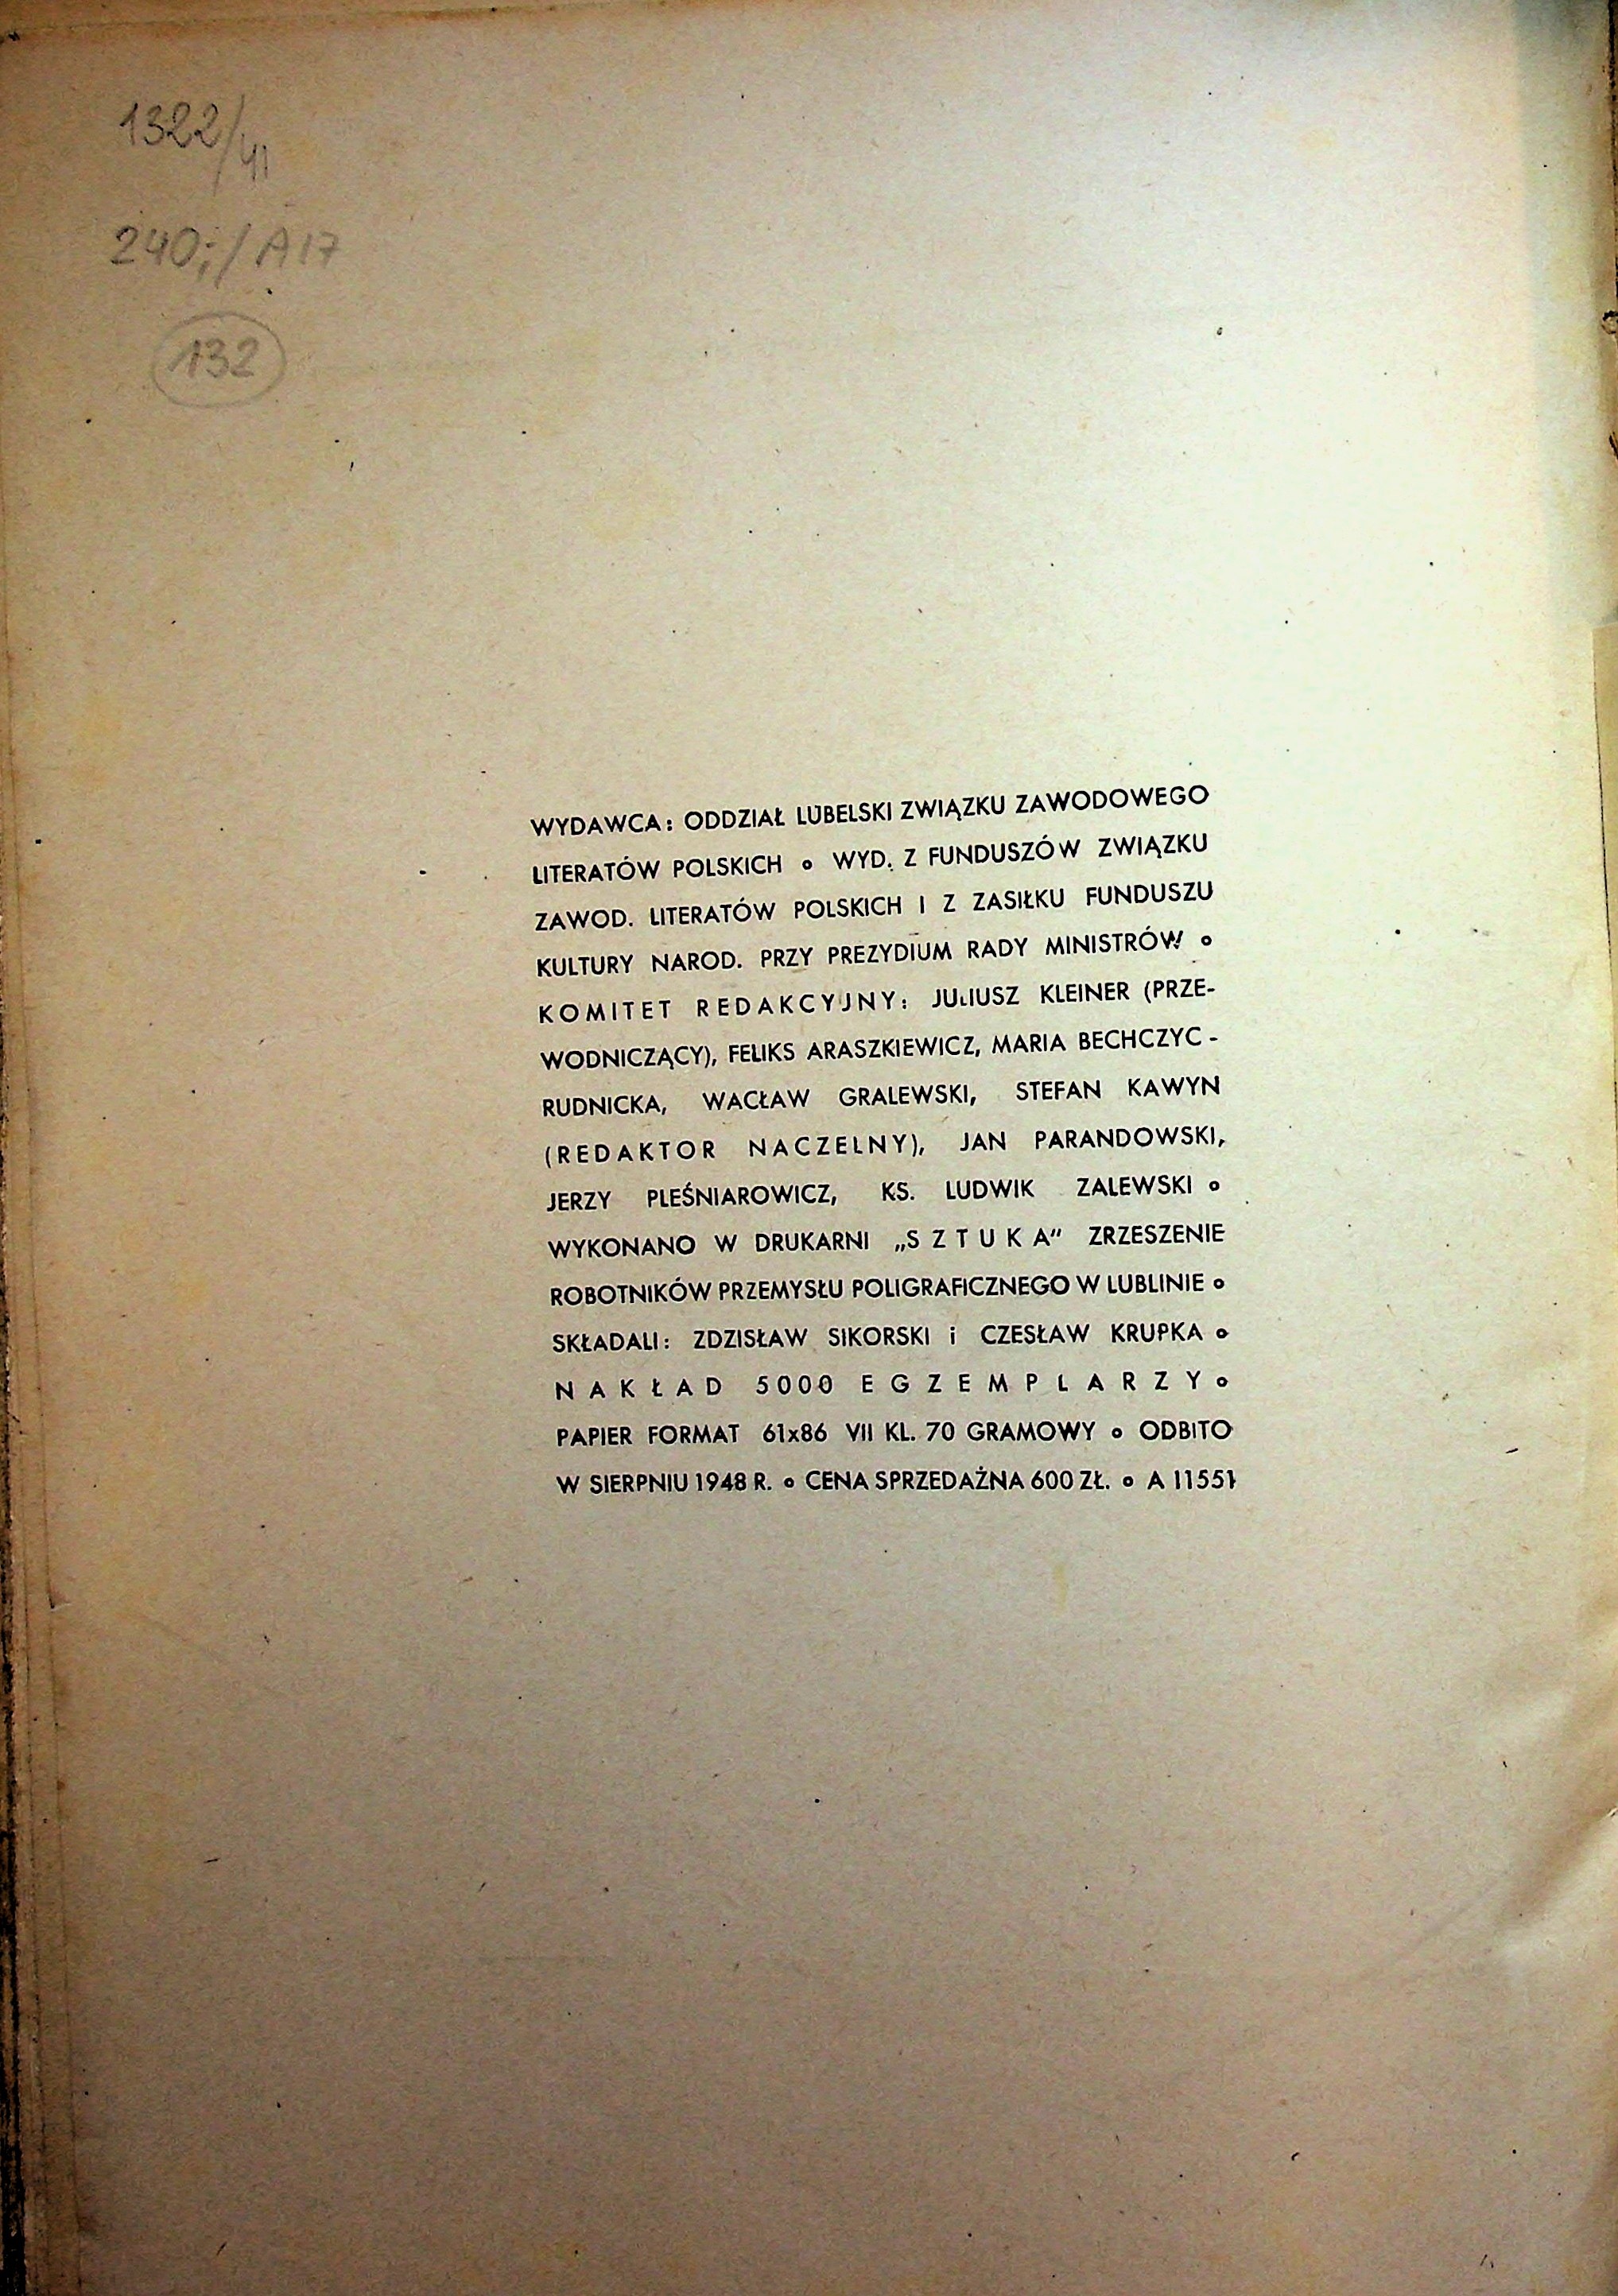 1322/41
240,-/A17
132
WYDAWCA: ODDZIAŁ LUBELSKI ZWIĄZKU ZAWODOWEGO
LITERATÓW POLSKICH o WYD. Z FUNDUSZÓW ZWIĄZKU
ZAWOD. LITERATÓW POLSKICH I Z ZASIŁKU FUNDUSZU
KULTURY NAROD. PRZY PREZYDIUM RADY MINISTRÓW o
KOMITET REDAKCYJNY: JULIUSZ KLEINER (PRZE-
WODNICZĄCY), FELIKS ARASZKIEWICZ, MARIA BECHCZYC -
RUDNICKA, WACŁAW GRALEWSKI, STEFAN KAWYN
(REDAKTOR NACZELNY), JAN PARANDOWSKI,
JERZY PLEŚNIAROWICZ, KS. LUDWIK ZALEWSKI o
WYKONANO W DRUKARNI „SZTUKA" ZRZESZENIE
ROBOTNIKÓW PRZEMYSŁU POLIGRAFICZNEGO W LUBLINIE o
SKŁADALI: ZDZISŁAW SIKORSKI i CZESŁAW KRUPKA o
NAKŁAD 5000 EGZEMPLARZY o
PAPIER FORMAT 61x86 VII KL. 70 GRAMOWY o ODBITO
W SIERPNIU 1948 R. o CENA SPRZEDAŻNA 600 ZŁ. o A 11551